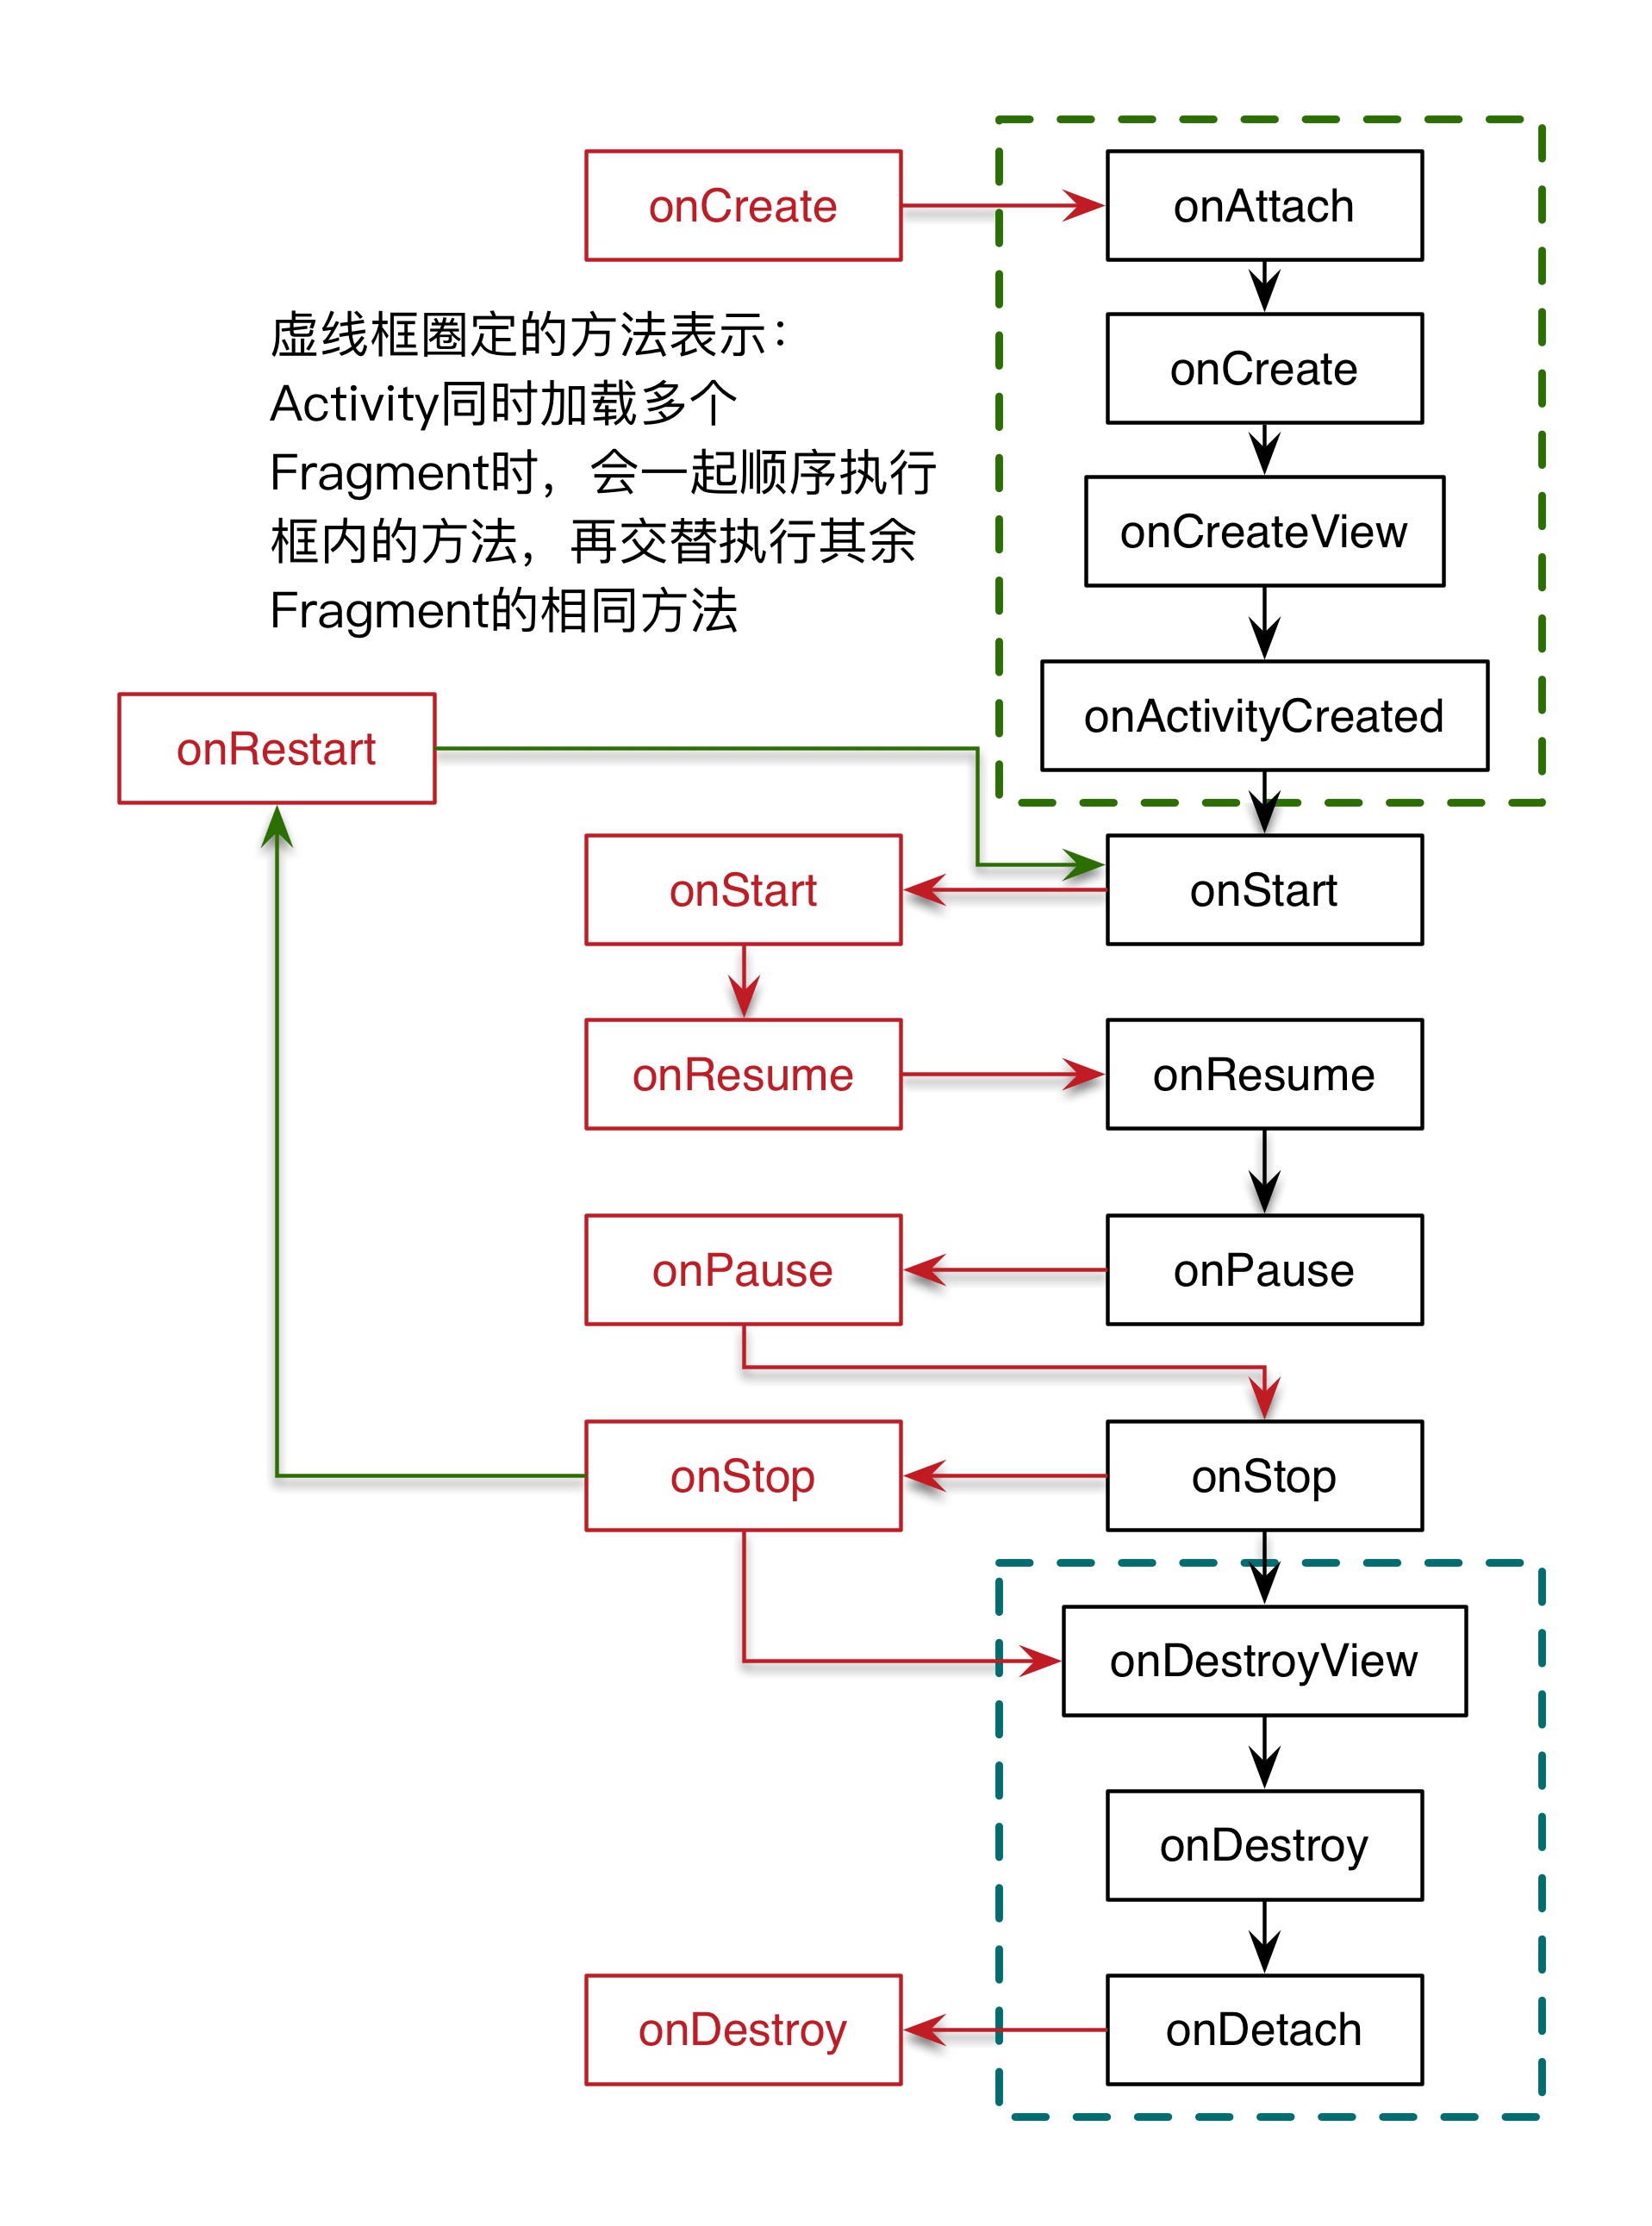 onCreate
onAttach
onCreate
虚线框圈定的方法表示：
Activity同时加载多个
Fragment时，会一起顺序执行
框内的方法，再交替执行其余
Fragment的相同方法
onCreateView
onActivityCreated
onRestart
onStart
onStart
onResume
onResume
onPause
onPause
onStop
onStop
onDestroyView
onDestroy
onDestroy
onDetach